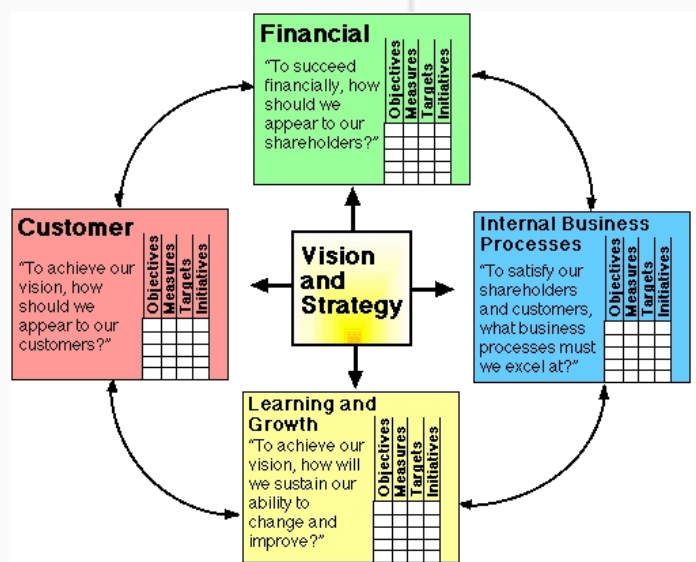 Financial
“To succeed
financially, how
should we
appear to our
shareholders?”
Objectives
Measures
Targets
Initiatives
Customer
“To achieve our
vision, how
should we
appear to our
customers?”
Objectives
Measures
Targets
Initiatives
Vision
and
Strategy
Internal Business
Processes
“To satisfy our
shareholders
and customers,
what business
processes must
we excel at?”
Objectives
Measures
Targets
Initiatives
Learning and
Growth
“To achieve our
vision, how will
we sustain our
ability to
change and
improve?”
Objectives
Measures
Targets
Initiatives